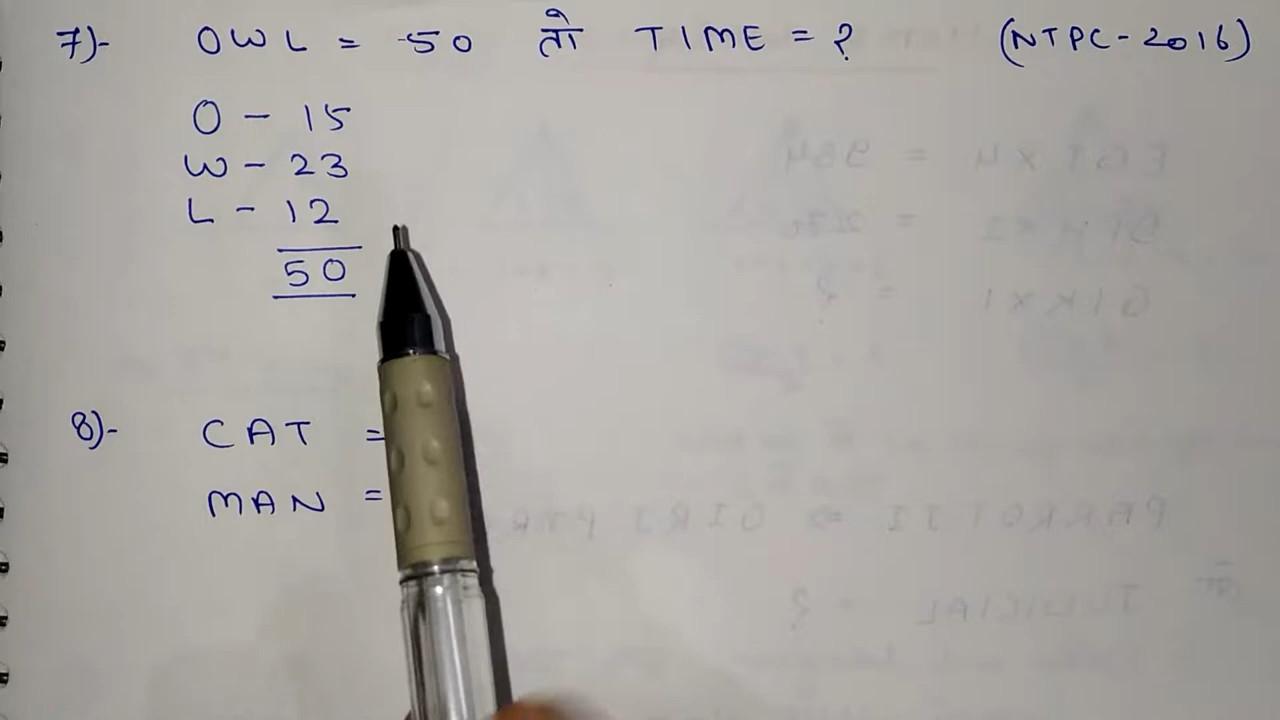 7)- OWL = 50 तो TIME = ? (NTPC-2016)
O - 15
W - 23
L - 12
50
8)- CAT =
MAN =